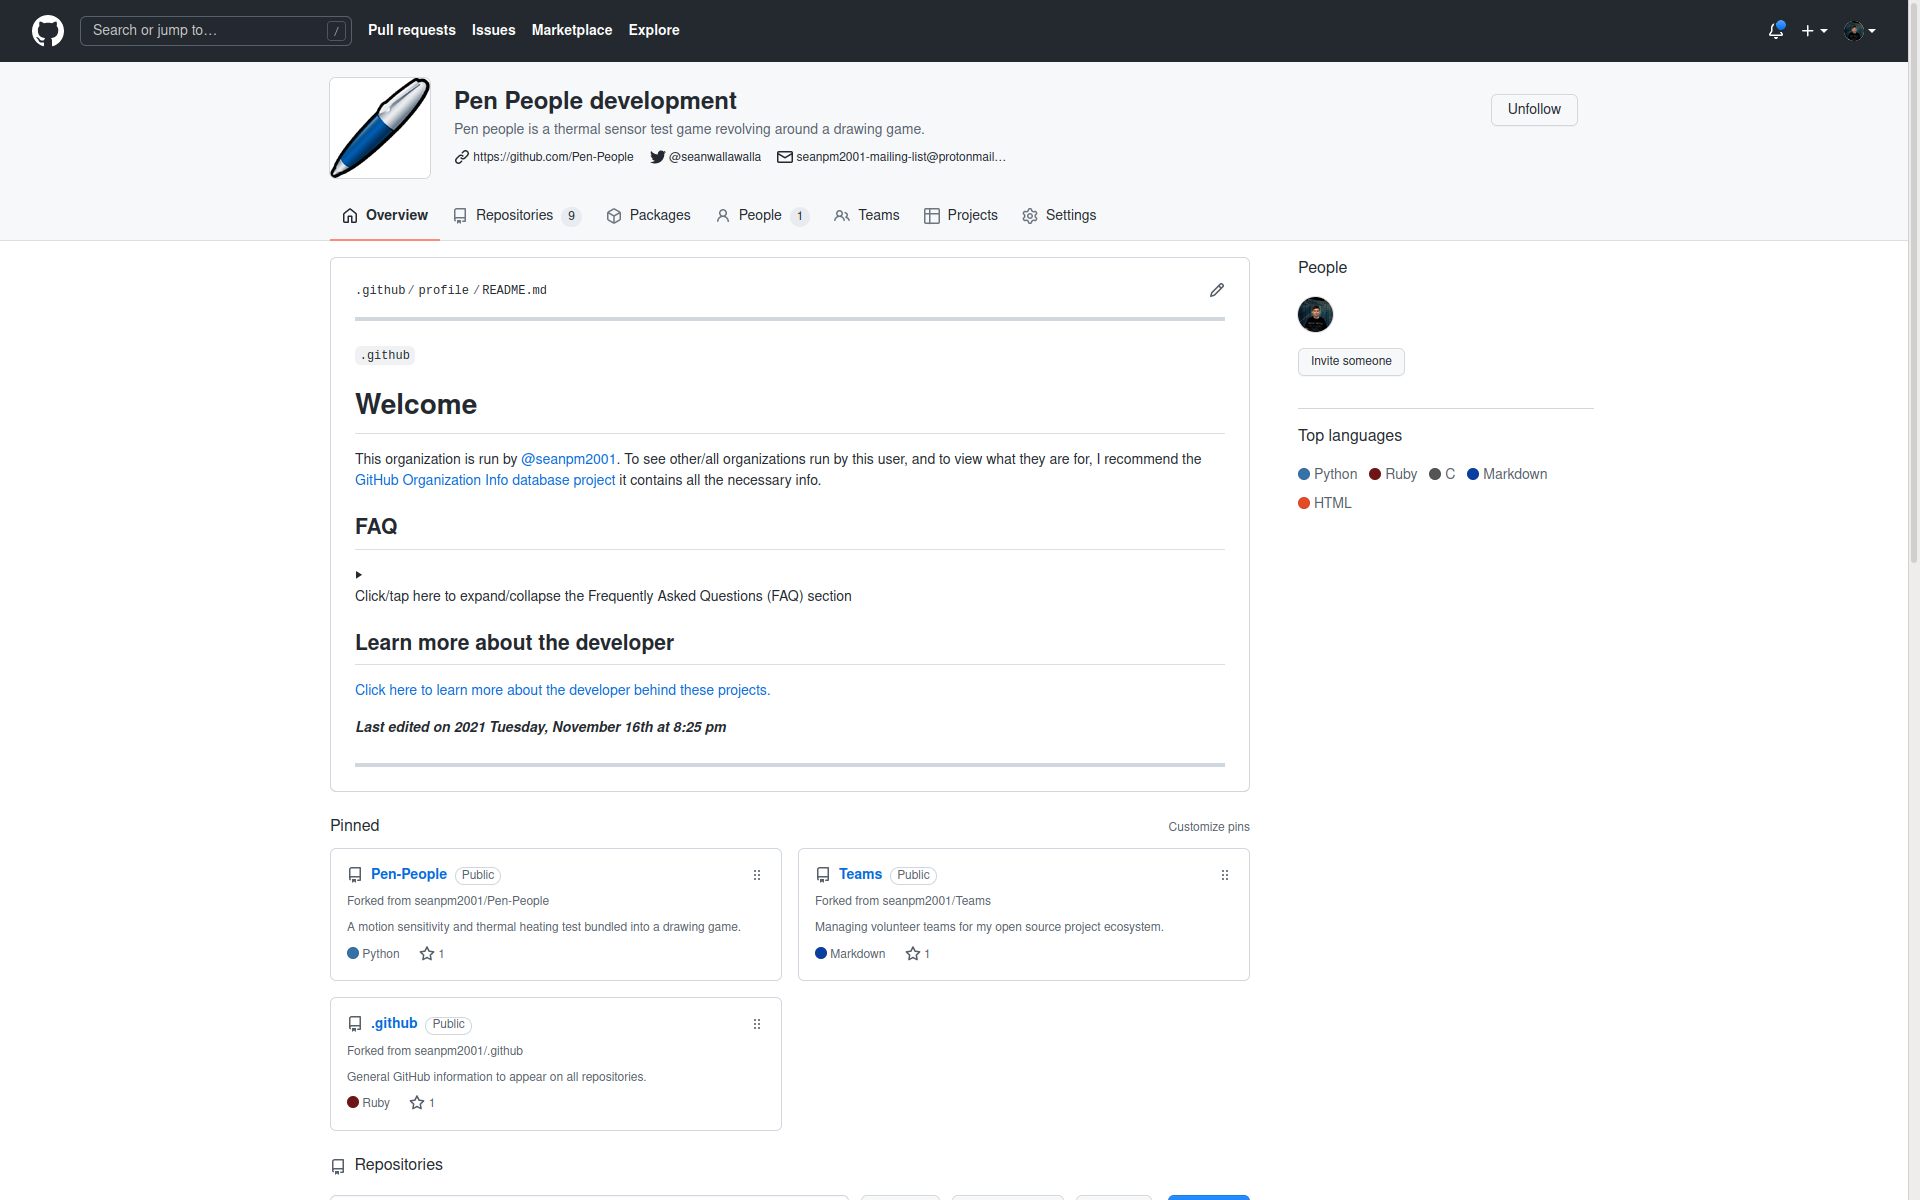 Search or jump to… /
Pull requests Issues Marketplace Explore
Pen People development
Pen people is a thermal sensor test game revolving around a drawing game.
https://github.com/Pen-People @seanwallawalla seanpm2001-mailing-list@protonmail…
Unfollow
Overview Repositories 9 Packages People 1 Teams Projects Settings
.github / profile / README.md
.github
Welcome
This organization is run by @seanpm2001. To see other/all organizations run by this user, and to view what they are for, I recommend the
GitHub Organization Info database project it contains all the necessary info.
FAQ
Click/tap here to expand/collapse the Frequently Asked Questions (FAQ) section
Learn more about the developer
Click here to learn more about the developer behind these projects.
Last edited on 2021 Tuesday, November 16th at 8:25 pm
People
Invite someone
Top languages
Python Ruby C Markdown
HTML
Pinned
Customize pins
Pen-People Public
Forked from seanpm2001/Pen-People
A motion sensitivity and thermal heating test bundled into a drawing game.
Python 1
Teams Public
Forked from seanpm2001/Teams
Managing volunteer teams for my open source project ecosystem.
Markdown 1
.github Public
Forked from seanpm2001/.github
General GitHub information to appear on all repositories.
Ruby 1
Repositories